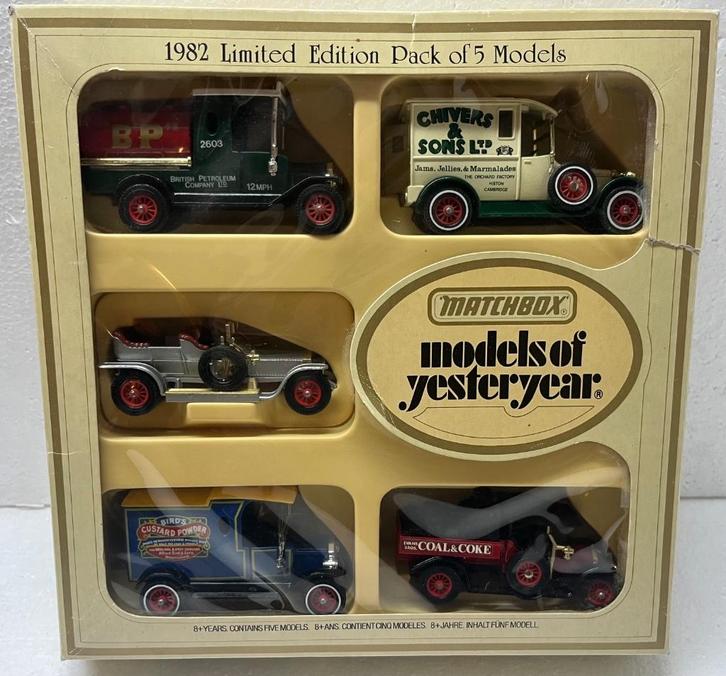 1982 Limited Edition Pack of 5 Models
BP
2603
BRITISH PETROLEUM
COMPANY LTD.
12MPH
CHIVERS
&
SONS LTD
Jams, Jellies, & Marmalades
THE ORCHARD FACTORY
HISTON
CAMBRIDGE
MATCHBOX®
models of
yesteryear®
BIRD'S
CUSTARD POWDER
EVANS
BROS.
COAL&COKE
8+YEARS. CONTAINS FIVE MODELS. 8+ANS. CONTIENT CINQ MODELES. 8+JAHRE. INHALT FÜNF MODELL